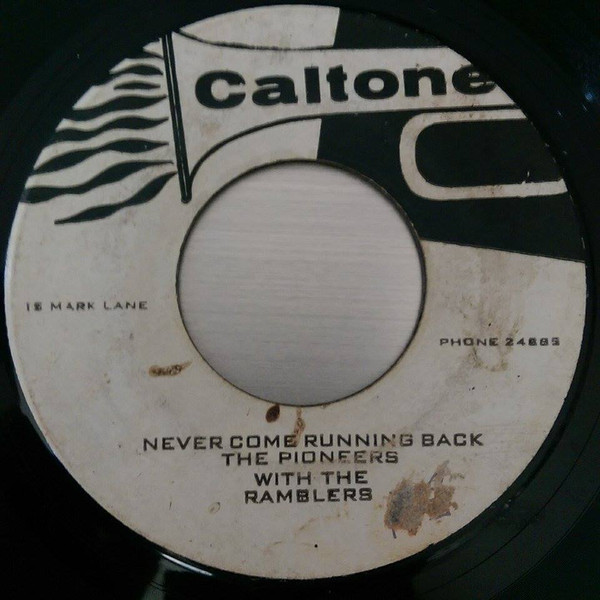 Caltone
15 MARK LANE
PHONE 24685
NEVER COME RUNNING BACK
THE PIONEERS
WITH THE
RAMBLERS